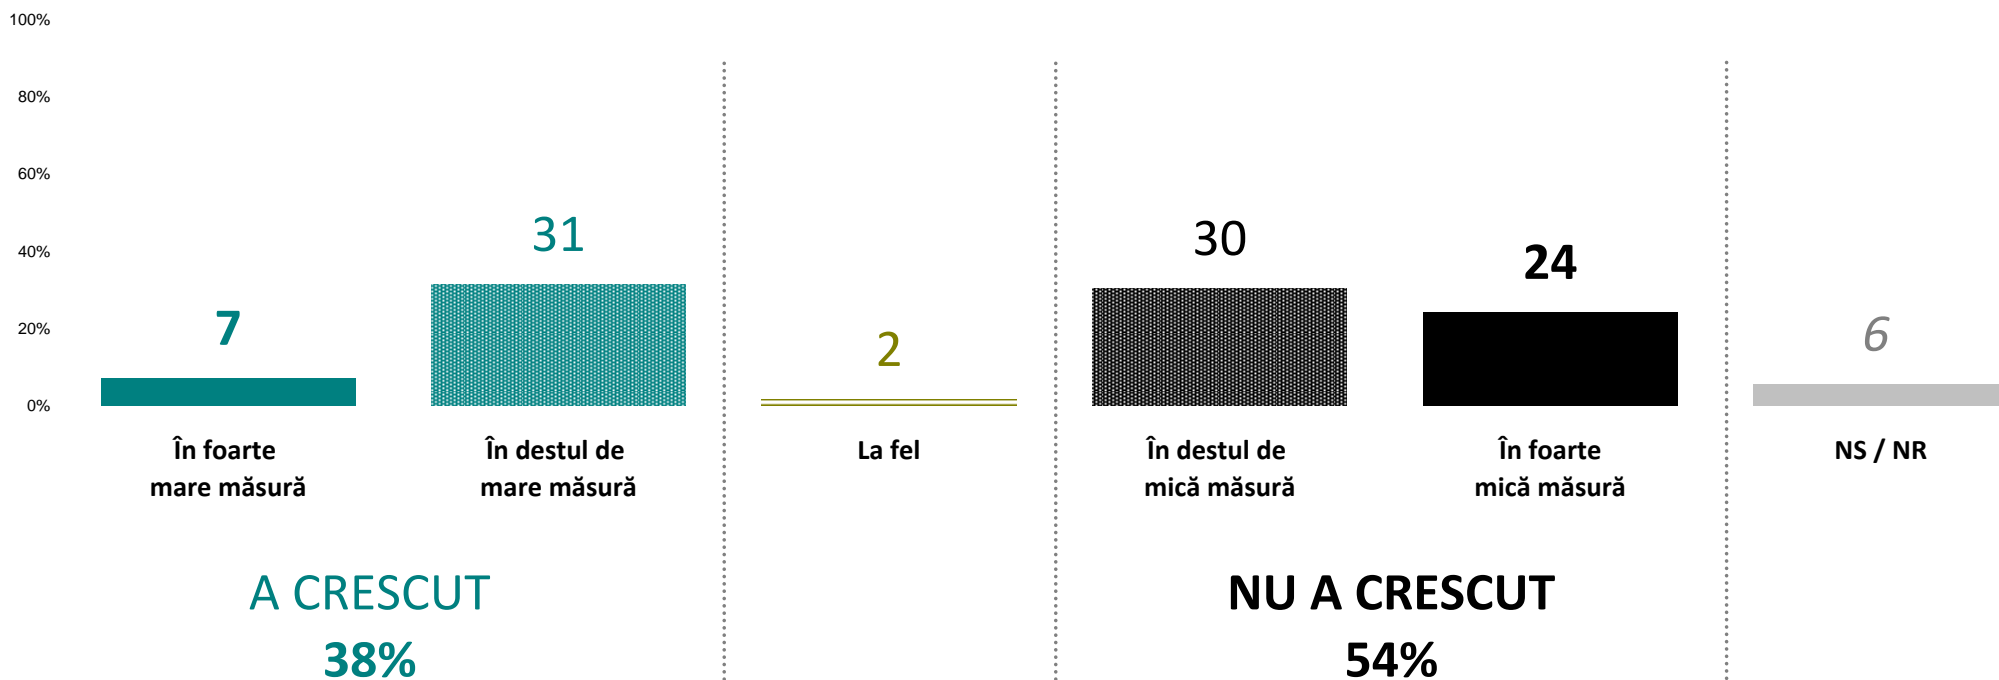 100%
80%
60%
40%
20%
0%
7
31
2
30
24
6
În foarte
mare măsură
În destul de
mare măsură
La fel
În destul de
mică măsură
În foarte
mică măsură
NS / NR
A CRESCUT
38%
NU A CRESCUT
54%